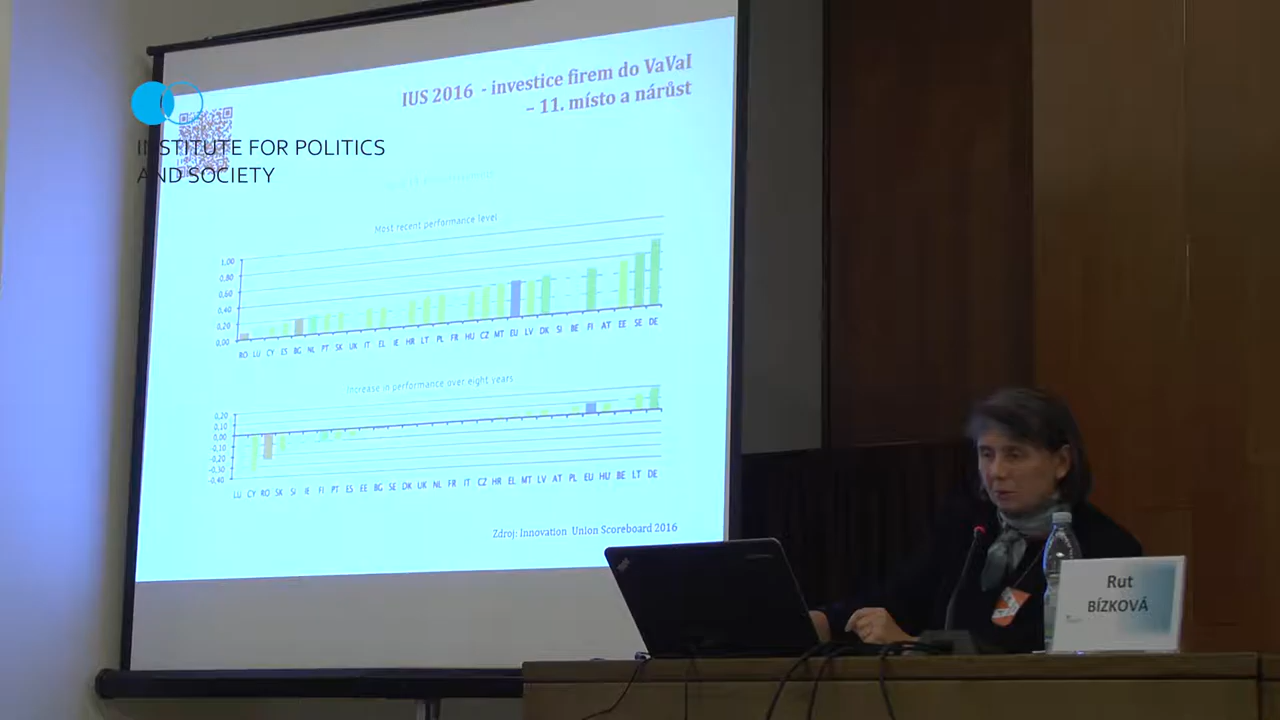 IUS 2016 - investice firem do VaVaI
– 11. místo a nárůst
INSTITUTE FOR POLITICS
AND SOCIETY
Most recent performance level
1,00
0,80
0,60
0,40
0,20
0,00
RO LU CY ES BG NL PT SK UK IT EL IE HR LT PL FR HU CZ MT EU LV DK SI BE FI AT EE SE DE
Increase in performance over eight years
0,20
0,10
0,00
-0,10
-0,20
-0,30
-0,40
LU CY RO SK SI IE FI PT ES EE BG SE DK UK NL FR IT CZ HR EL MT LV AT PL EU HU BE LT DE
Zdroj: Innovation Union Scoreboard 2016
Rut
BÍZKOVÁ